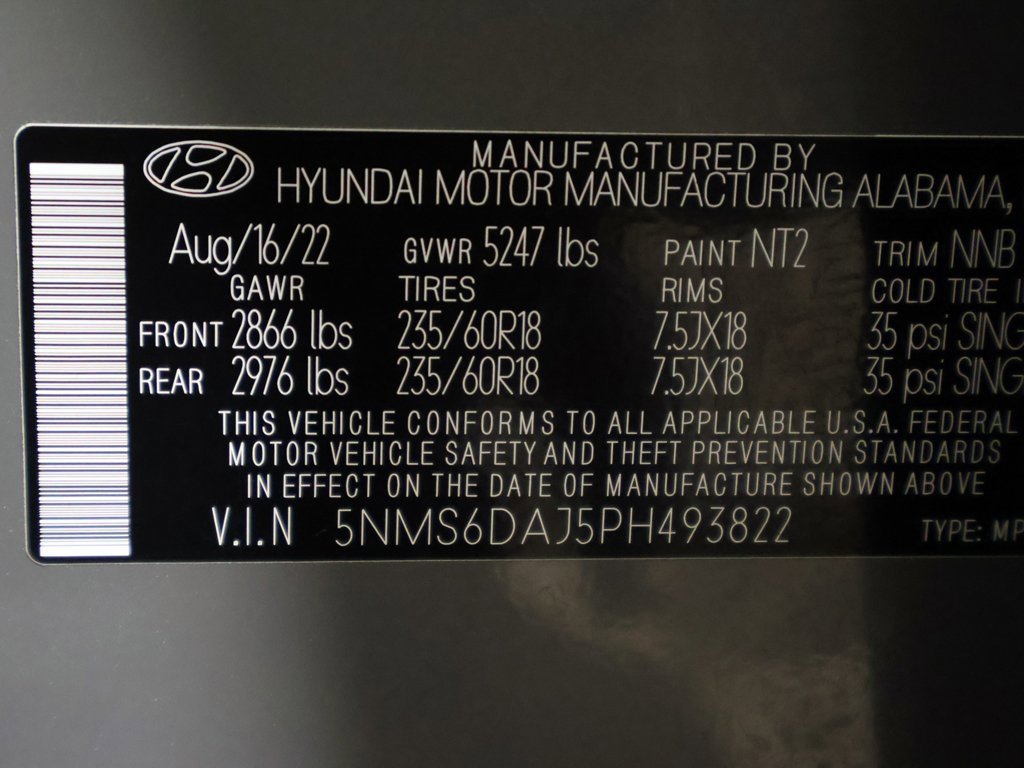 MANUFACTURED BY
HYUNDAI MOTOR MANUFACTURING ALABAMA,
Aug/16/22 GVWR 5247 lbs PAINT NT2 TRIM NNB
GAWR TIRES RIMS COLD TIRE
FRONT 2866 lbs 235/60R18 7.5JX18 35 psi SING
REAR 2976 lbs 235/60R18 7.5JX18 35 psi SING
THIS VEHICLE CONFORMS TO ALL APPLICABLE U.S.A. FEDERAL
MOTOR VEHICLE SAFETY AND THEFT PREVENTION STANDARDS
IN EFFECT ON THE DATE OF MANUFACTURE SHOWN ABOVE
V.I.N 5NMS6DAJ5PH493822 TYPE: MP